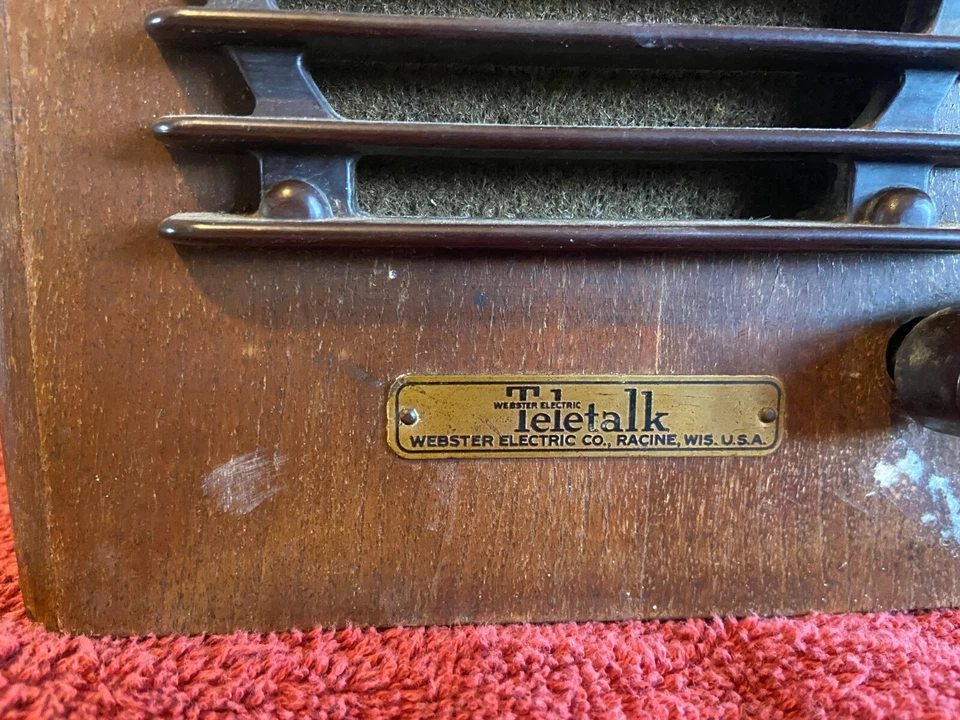 WEBSTER ELECTRIC
Teletalk
WEBSTER ELECTRIC CO., RACINE, WIS. U.S.A.